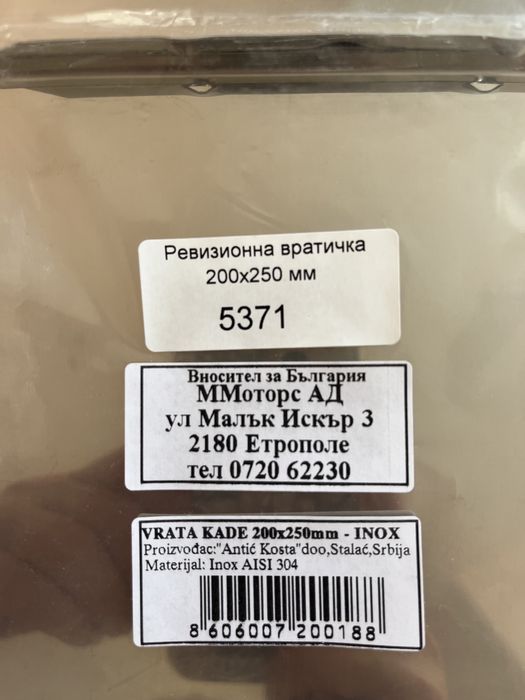 Ревизионна вратичка
200x250 мм
5371
Вносител за България
ММоторс АД
ул Малък Искър 3
2180 Етрополе
тел 0720 62230
VRATA KADE 200x250mm - INOX
Proizvođac:"Antić Kosta"doo,Stalać,Srbija
Materijal: Inox AISI 304
8 606007 200188